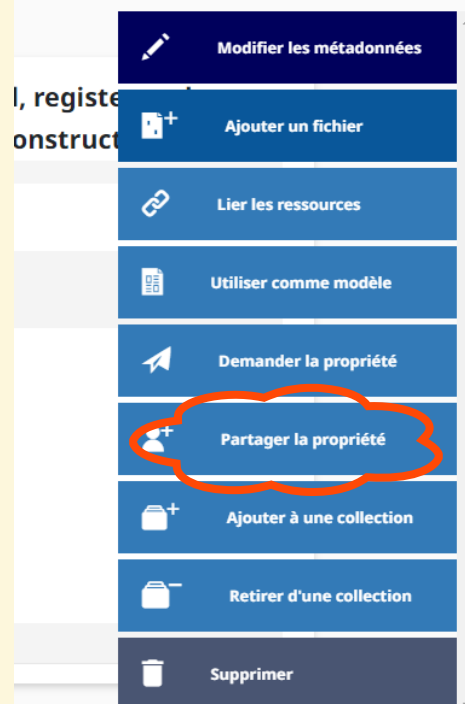 Modifier les métadonnées
l, registe
onstruct
Ajouter un fichier
Lier les ressources
Utiliser comme modèle
Demander la propriété
Partager la propriété
Ajouter à une collection
Retirer d'une collection
Supprimer